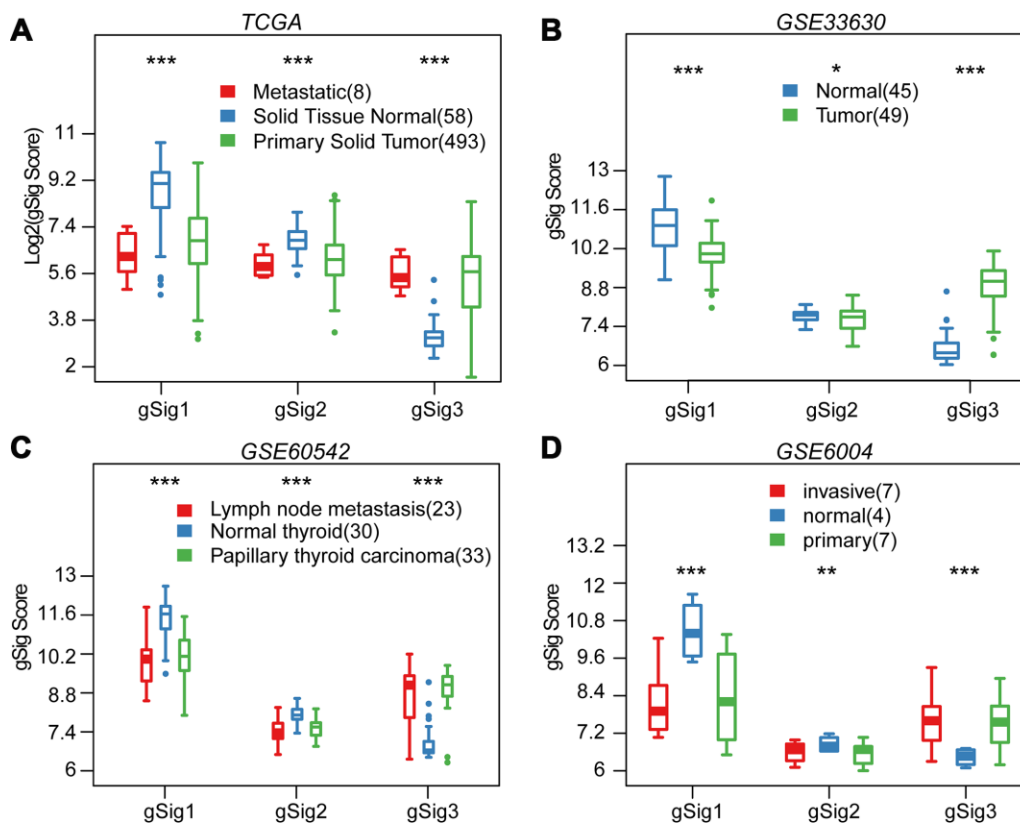 A
TCGA
*** *** ***
Metastatic(8)
Solid Tissue Normal(58)
Primary Solid Tumor(493)
Log2(gSig Score)
11
9.2
7.4
5.6
3.8
2
gSig1 gSig2 gSig3
B
GSE33630
*** * ***
Normal(45)
Tumor(49)
gSig Score
13
11.6
10.2
8.8
7.4
6
gSig1 gSig2 gSig3
C
GSE60542
*** *** ***
Lymph node metastasis(23)
Normal thyroid(30)
Papillary thyroid carcinoma(33)
gSig Score
13
11.6
10.2
8.8
7.4
6
gSig1 gSig2 gSig3
D
GSE6004
invasive(7)
normal(4)
primary(7)
*** ** ***
gSig Score
13.2
12
10.8
9.6
8.4
7.2
6
gSig1 gSig2 gSig3